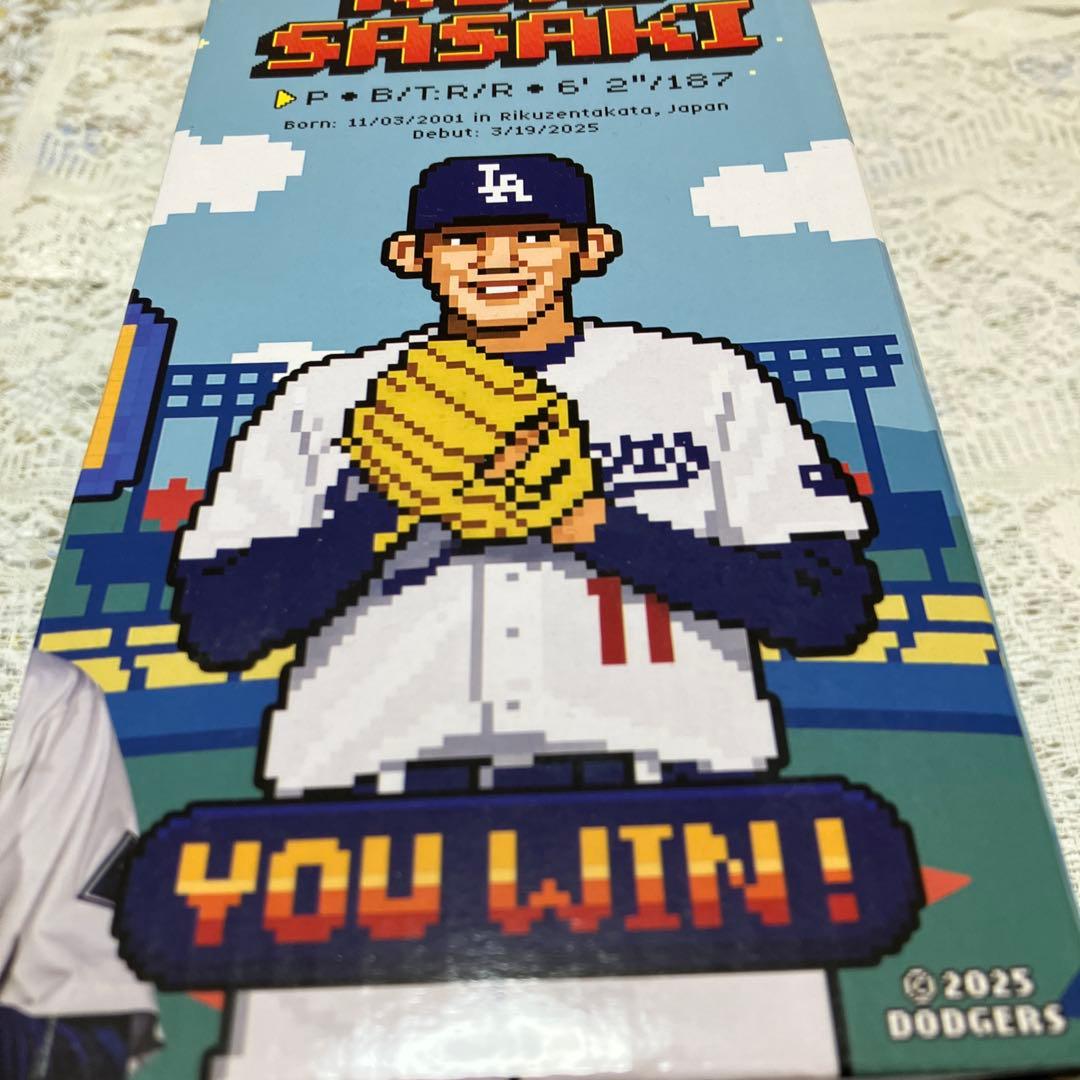 SASAKI
P • B/T: R/R • 6' 2"/187
Born: 11/03/2001 in Rikuzentakata, Japan
Debut: 3/19/2025
LA
11
YOU WIN!
©2025
DODGERS